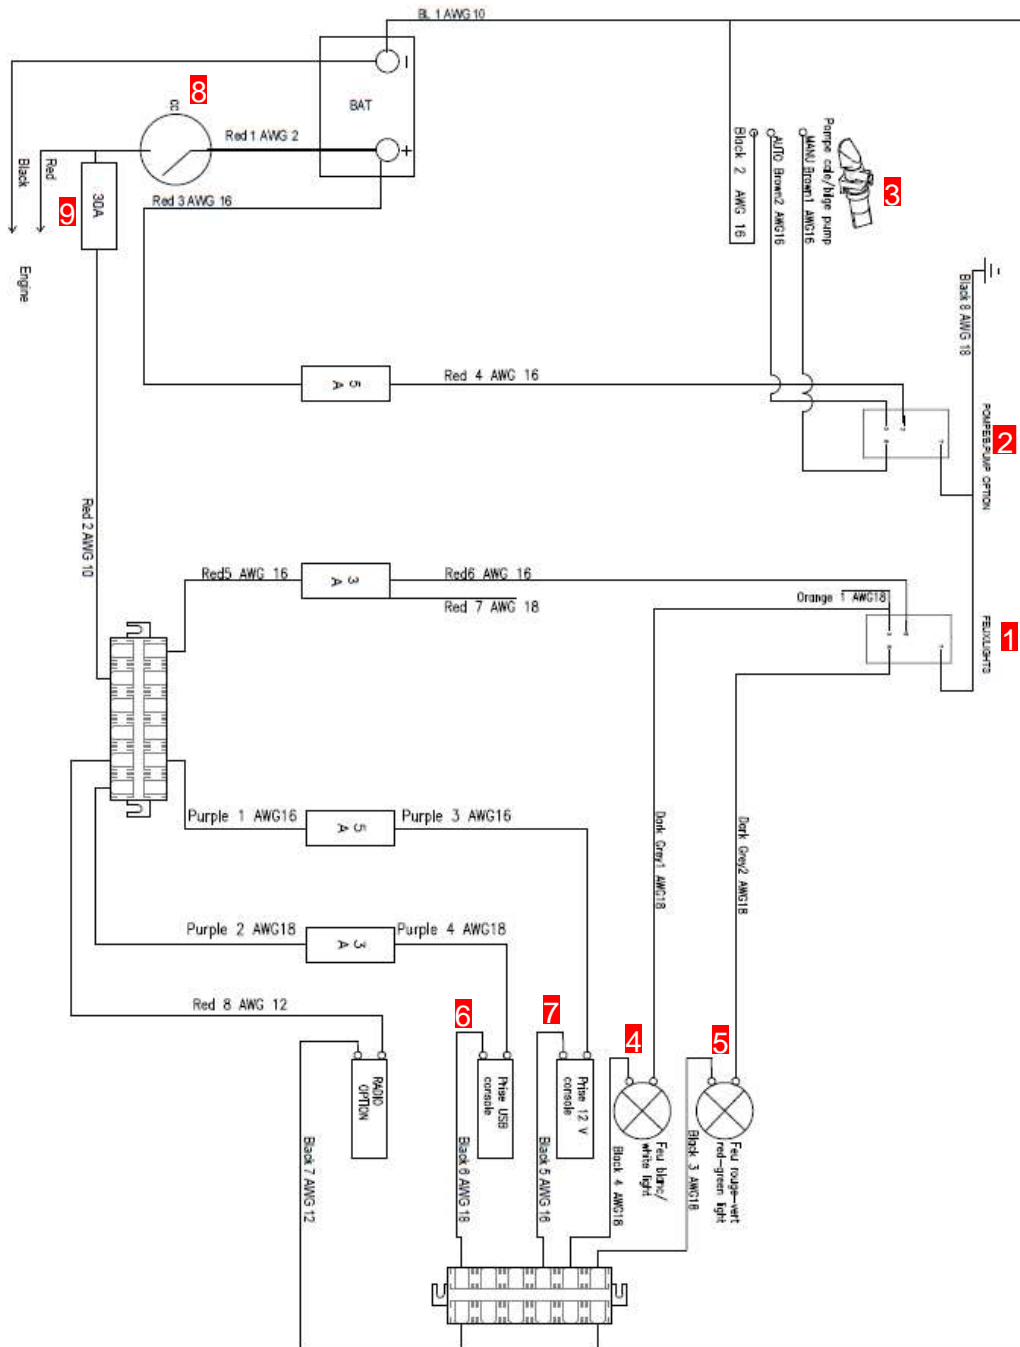 BL 1 AWG 10
8
cc
BAT
−
+
Red 1 AWG 2
Red 3 AWG 16
Black
Red
9
30A
Engine
Black 2 AWG 16
AUTO Brown2 AWG16
MANU Brown1 AWG16
Pompe cale/bilge pump
3
Black 8 AWG 18
5 A
Red 4 AWG 16
POMPE/B.PUMP OPTION
2
Red 2 AWG 10
Red5 AWG 16
3 A
Red6 AWG 16
Red 7 AWG 18
Orange 1 AWG18
FEUX/LIGHTS
1
Purple 1 AWG16
5 A
Purple 3 AWG16
Dark Grey1 AWG18
Dark Grey2 AWG18
Purple 2 AWG18
3 A
Purple 4 AWG18
Red 8 AWG 12
6
7
4
5
RADIO
OPTION
Prise USB
console
Prise 12 V
console
Feu blanc/
white light
Feu rouge-vert
red-green light
Black 7 AWG 12
Black 6 AWG 18
Black 5 AWG 16
Black 4 AWG18
Black 3 AWG18